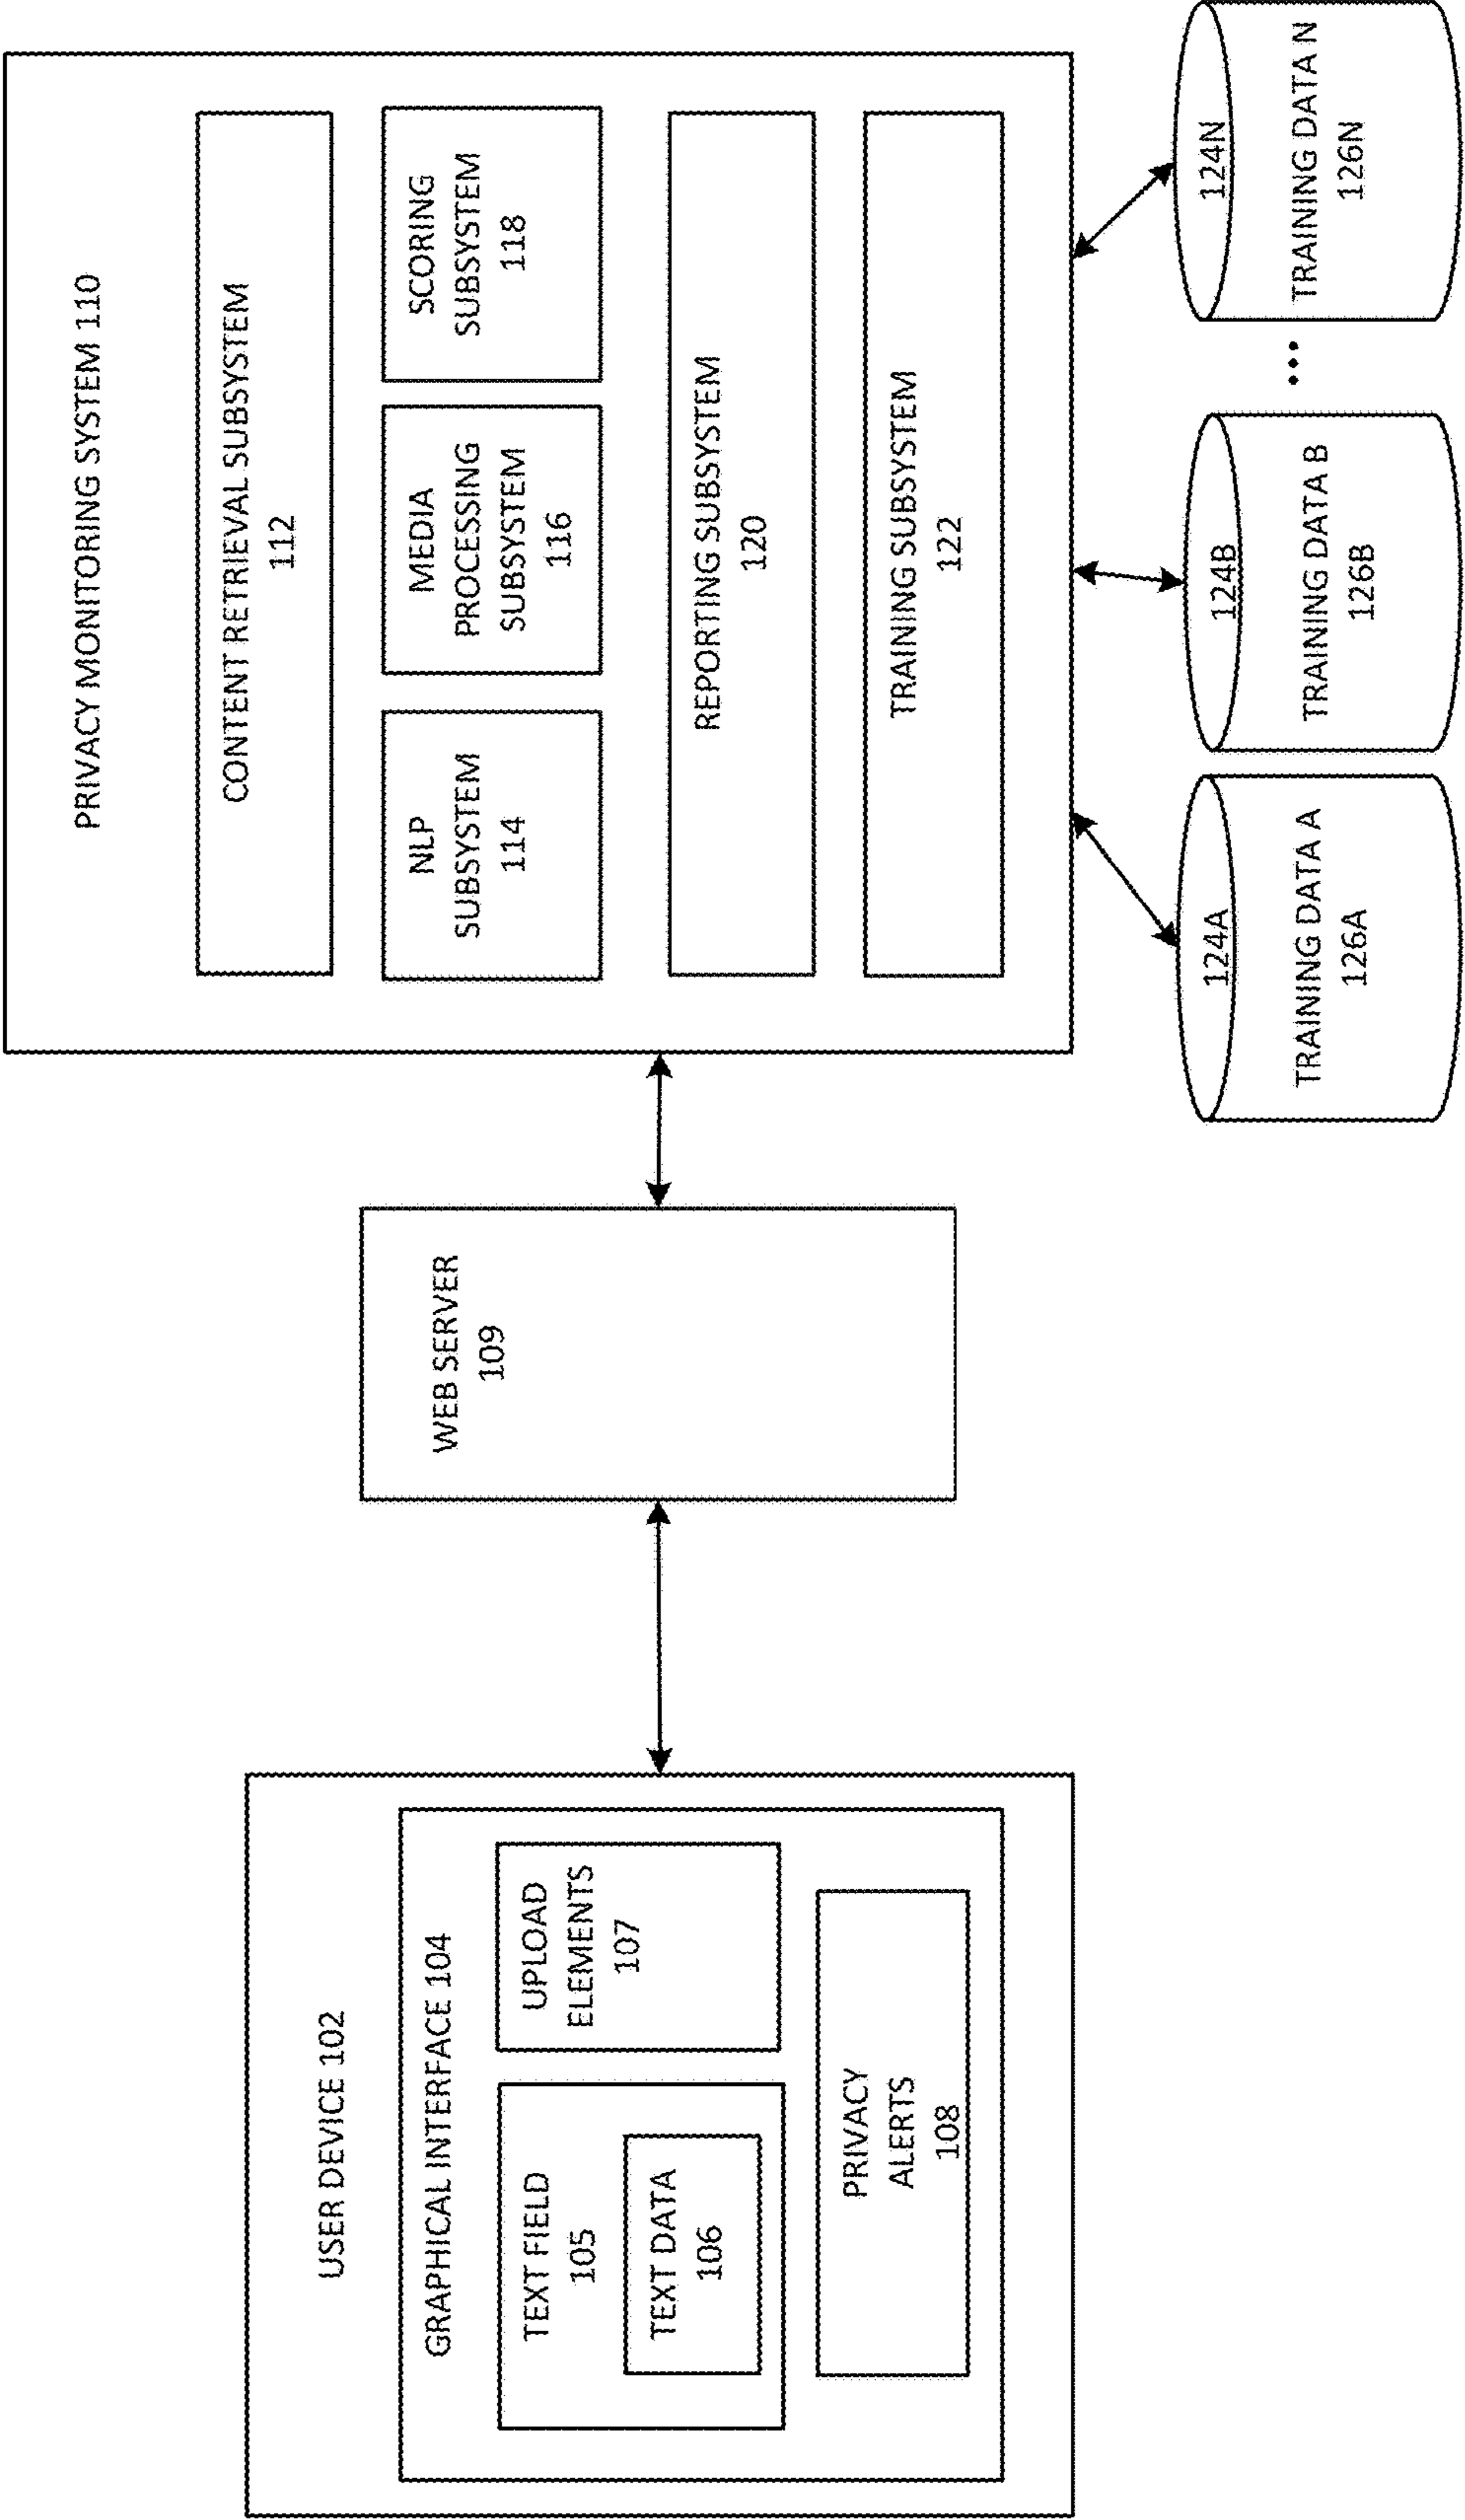 USER DEVICE 102
GRAPHICAL INTERFACE 104
TEXT FIELD
105
TEXT DATA
106
UPLOAD
ELEMENTS
107
PRIVACY
ALERTS
108
WEB SERVER
109
PRIVACY MONITORING SYSTEM 110
CONTENT RETRIEVAL SUBSYSTEM
112
NLP
SUBSYSTEM
114
MEDIA
PROCESSING
SUBSYSTEM
116
SCORING
SUBSYSTEM
118
REPORTING SUBSYSTEM
120
TRAINING SUBSYSTEM
122
124A
TRAINING DATA A
126A
124B
TRAINING DATA B
126B
...
124N
TRAINING DATA N
126N